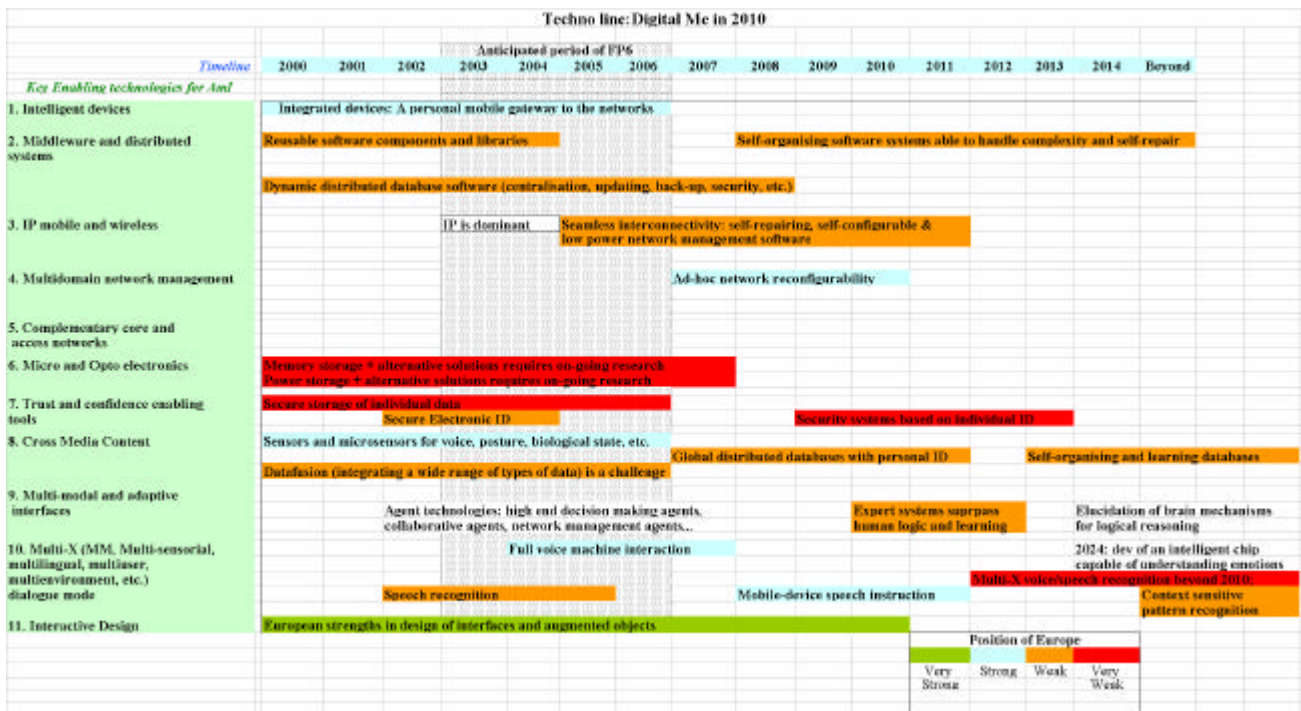 Techno line: Digital Me in 2010
Anticipated period of FP6
Timeline 2000 2001 2002 2003 2004 2005 2006 2007 2008 2009 2010 2011 2012 2013 2014 Beyond
Key Enabling technologies for AmI
1. Intelligent devices
Integrated devices: A personal mobile gateway to the networks
2. Middleware and distributed
systems
Reusable software components and libraries
Self-organising software systems able to handle complexity and self-repair
Dynamic distributed database software (centralisation, updating, back-up, security, etc.)
3. IP mobile and wireless
IP is dominant
Seamless interconnectivity: self-repairing, self-configurable &
low power network management software
4. Multidomain network management
Ad-hoc network reconfigurability
5. Complementary core and
access networks
6. Micro and Opto electronics
Memory storage + alternative solutions requires on-going research
Power storage + alternative solutions requires on-going research
7. Trust and confidence enabling
tools
Secure storage of individual data
Secure Electronic ID
Security systems based on individual ID
8. Cross Media Content
Sensors and microsensors for voice, posture, biological state, etc.
Global distributed databases with personal ID
Self-organising and learning databases
Datafusion (integrating a wide range of types of data) is a challenge
9. Multi-modal and adaptive
interfaces
Agent technologies: high end decision making agents,
collaborative agents, network management agents...
Expert systems suprpass
human logic and learning
Elucidation of brain mechanisms
for logical reasoning
10. Multi-X (MM, Multi-sensorial,
multilingual, multiuser,
multienvironment, etc.)
dialogue mode
Full voice machine interaction
2024: dev of an intelligent chip
capable of understanding emotions
Multi-X voice/speech recognition beyond 2010:
Speech recognition
Mobile-device speech instruction
Context sensitive
pattern recognition
11. Interactive Design
European strengths in design of interfaces and augmented objects
Position of Europe
Very
Strong
Strong
Weak
Very
Weak